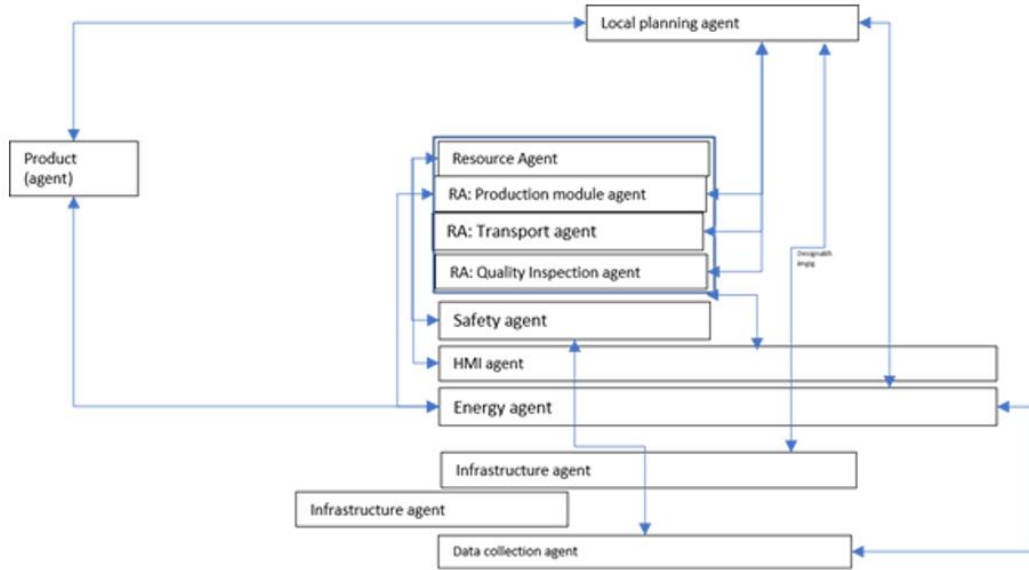 Local planning agent
Product
(agent)
Resource Agent
RA: Production module agent
RA: Transport agent
RA: Quality Inspection agent
Safety agent
HMI agent
Energy agent
Infrastructure agent
Infrastructure agent
Data collection agent